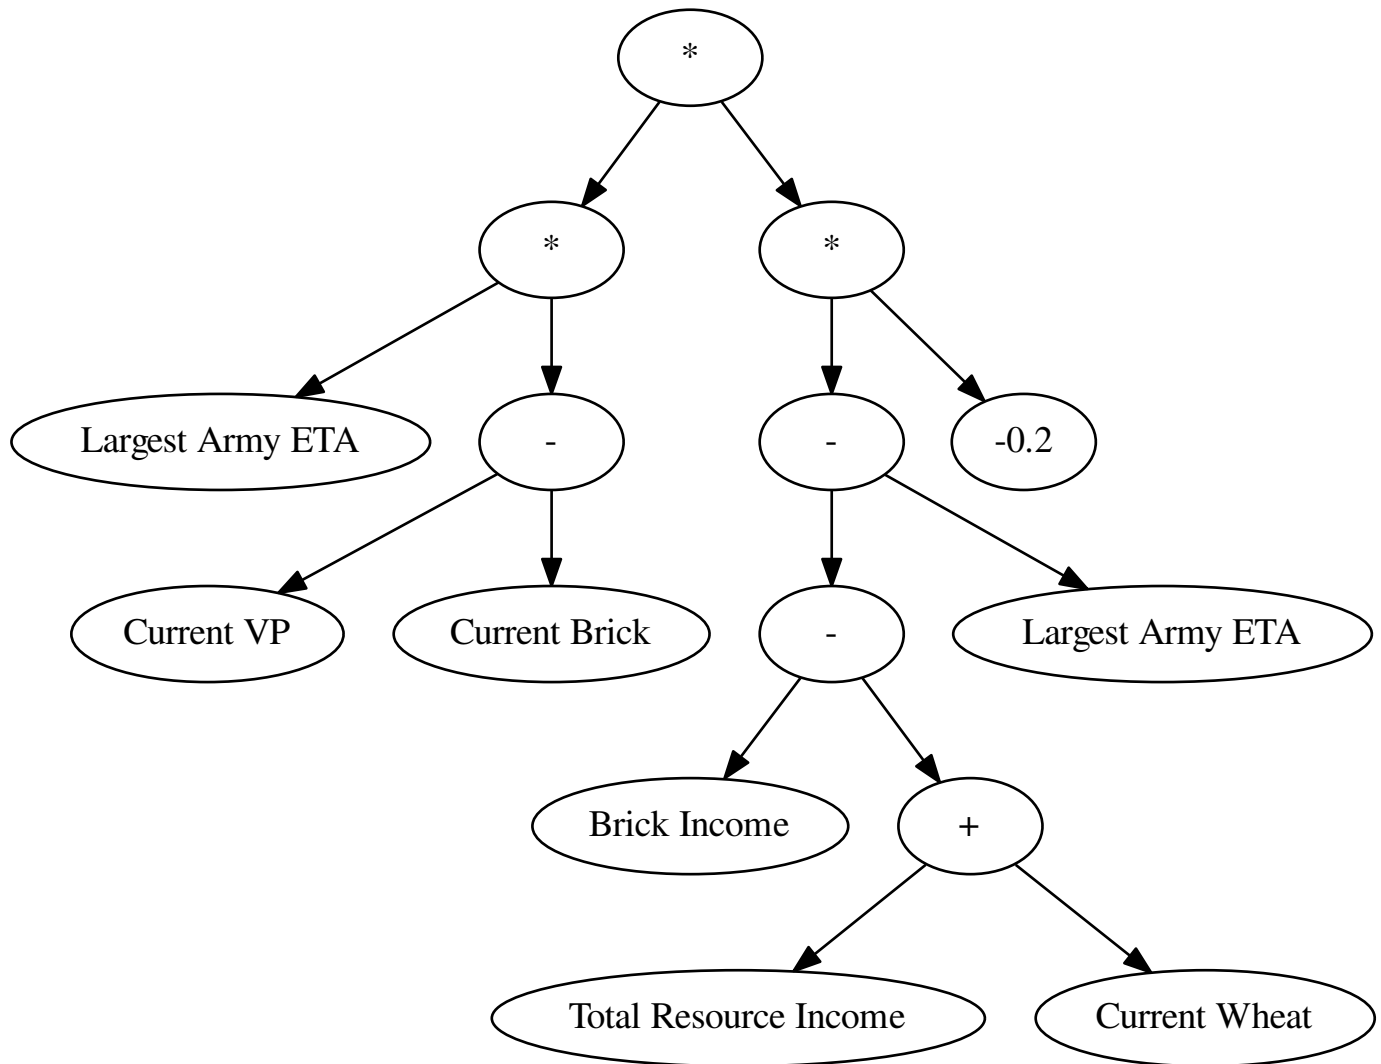 *
*
*
Largest Army ETA
-
-
-0.2
Current VP
Current Brick
-
Largest Army ETA
Brick Income
+
Total Resource Income
Current Wheat